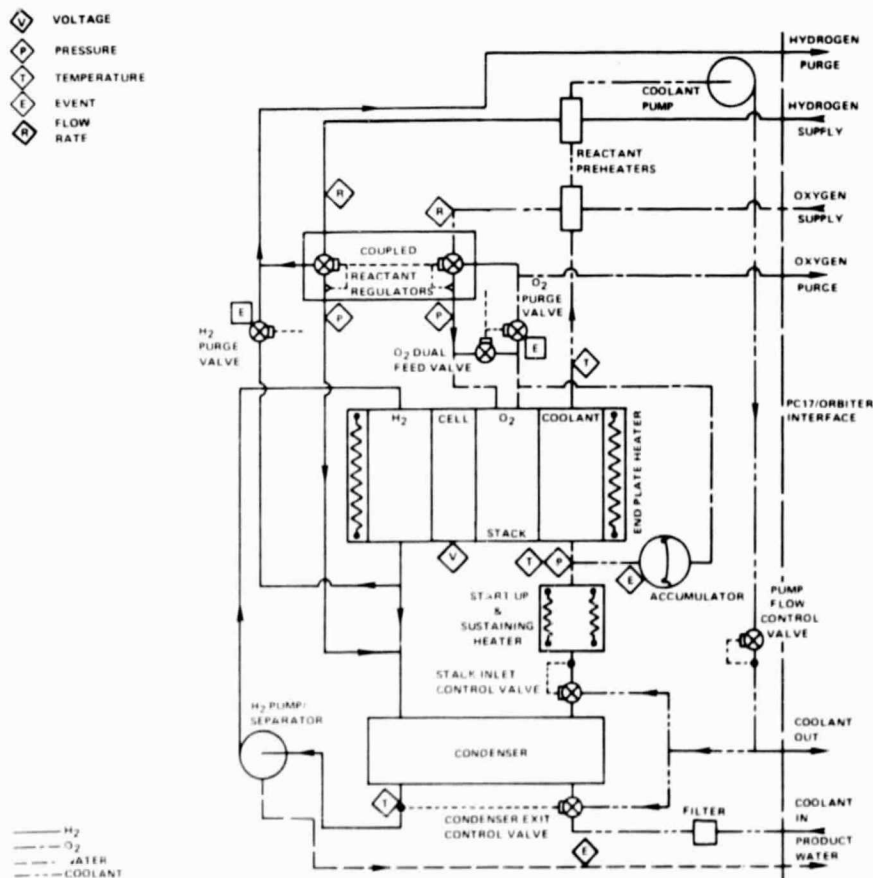 V VOLTAGE
P PRESSURE
T TEMPERATURE
E EVENT
R FLOW
RATE
HYDROGEN
PURGE
COOLANT
PUMP
HYDROGEN
SUPPLY
REACTANT
PREHEATERS
R
R
OXYGEN
SUPPLY
COUPLED
REACTANT
REGULATORS
OXYGEN
PURCE
O2
PURGE
VALVE
E
H2
PURGE
VALVE
P
P
E
O2 DUAL
FEED VALVE
T
PC17/ORBITER
INTERFACE
H2
CELL
O2
COOLANT
END PLATE HEATER
STACK
V
T
P
E
ACCUMULATOR
START UP
&
SUSTAINING
HEATER
PUMP
FLOW
CONTROL
VALVE
STACK INLET
CONTROL VALVE
H2 PUMP/
SEPARATOR
CONDENSER
COOLANT
OUT
T
CONDENSER EXIT
CONTROL VALVE
FILTER
COOLANT
IN
PRODUCT
WATER
E
H2
O2
COOLANT